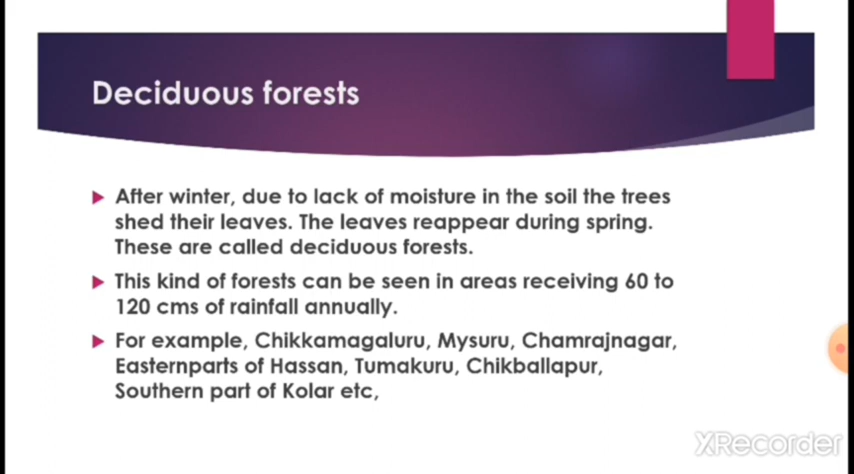 Deciduous forests
After winter, due to lack of moisture in the soil the trees
shed their leaves. The leaves reappear during spring.
These are called deciduous forests.
This kind of forests can be seen in areas receiving 60 to
120 cms of rainfall annually.
For example, Chikkamagaluru, Mysuru, Chamrajnagar,
Easternparts of Hassan, Tumakuru, Chikballapur,
Southern part of Kolar etc,
XRecorder